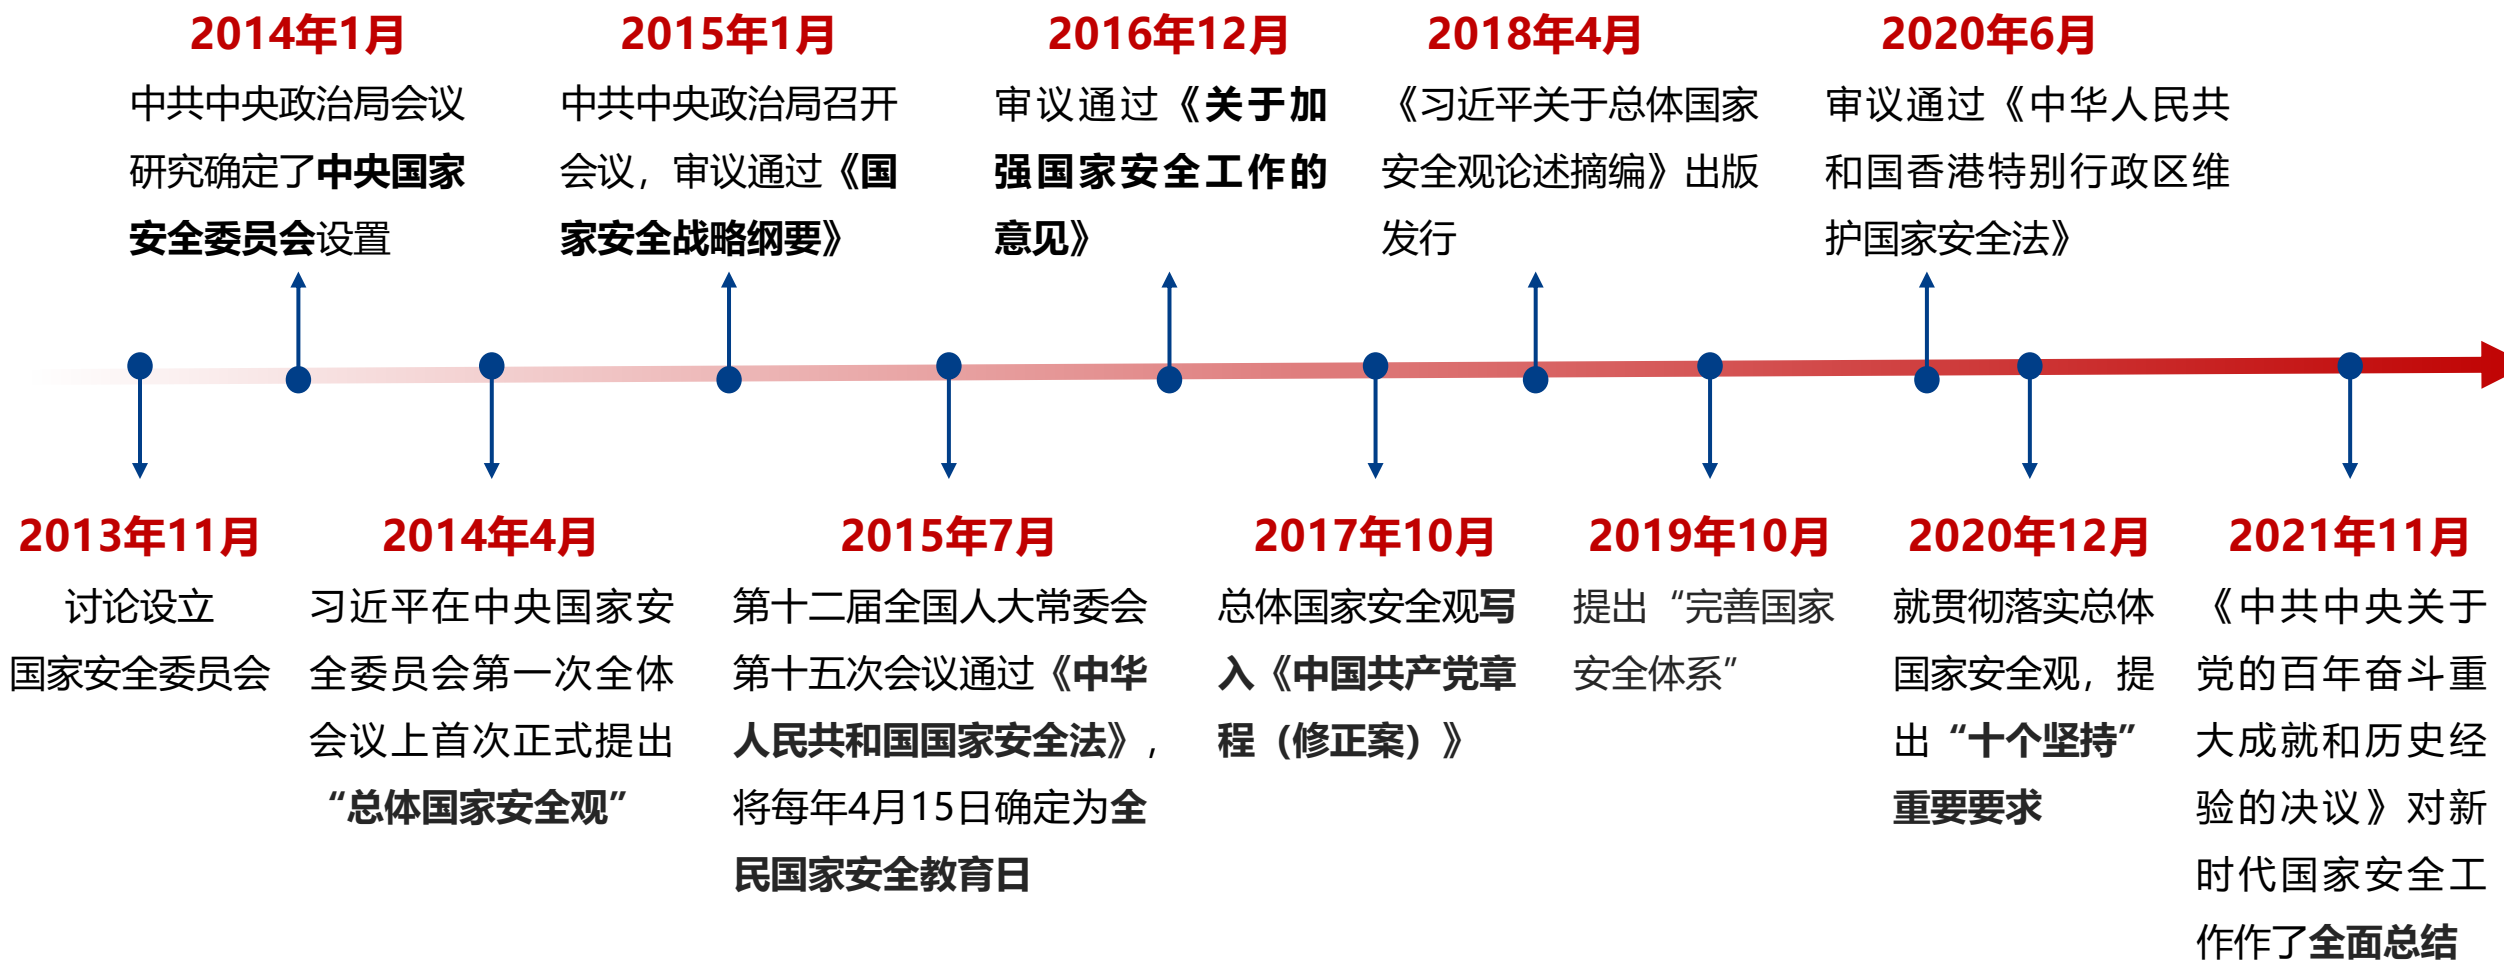 2014年1月
中共中央政治局会议
研究确定了中央国家
安全委员会设置
2015年1月
中共中央政治局召开
会议，审议通过《国
家安全战略纲要》
2016年12月
审议通过《关于加
强国家安全工作的
意见》
2018年4月
《习近平关于总体国家
安全观论述摘编》出版
发行
2020年6月
审议通过《中华人民共
和国香港特别行政区维
护国家安全法》
2013年11月
讨论设立
国家安全委员会
2014年4月
习近平在中央国家安
全委员会第一次全体
会议上首次正式提出
“总体国家安全观”
2015年7月
第十二届全国人大常委会
第十五次会议通过《中华
人民共和国国家安全法》，
将每年4月15日确定为全
民国家安全教育日
2017年10月
总体国家安全观写
入《中国共产党章
程（修正案）》
2019年10月
提出“完善国家
安全体系”
2020年12月
就贯彻落实总体
国家安全观，提
出“十个坚持”
重要要求
2021年11月
《中共中央关于
党的百年奋斗重
大成就和历史经
验的决议》对新
时代国家安全工
作作了全面总结